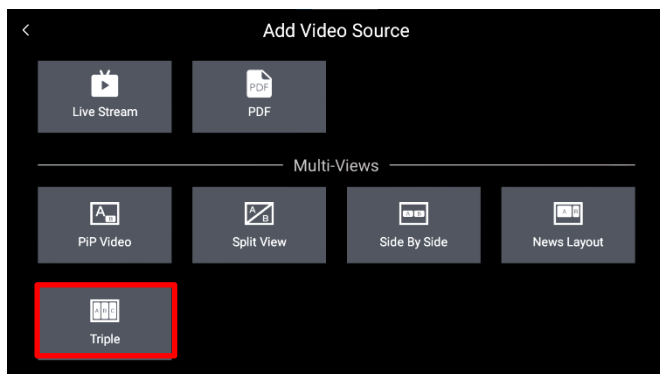 Add Video Source
PDF
Live Stream
PDF
Multi-Views
A B
A B
A B
A B
PiP Video
Split View
Side By Side
News Layout
A B C
Triple